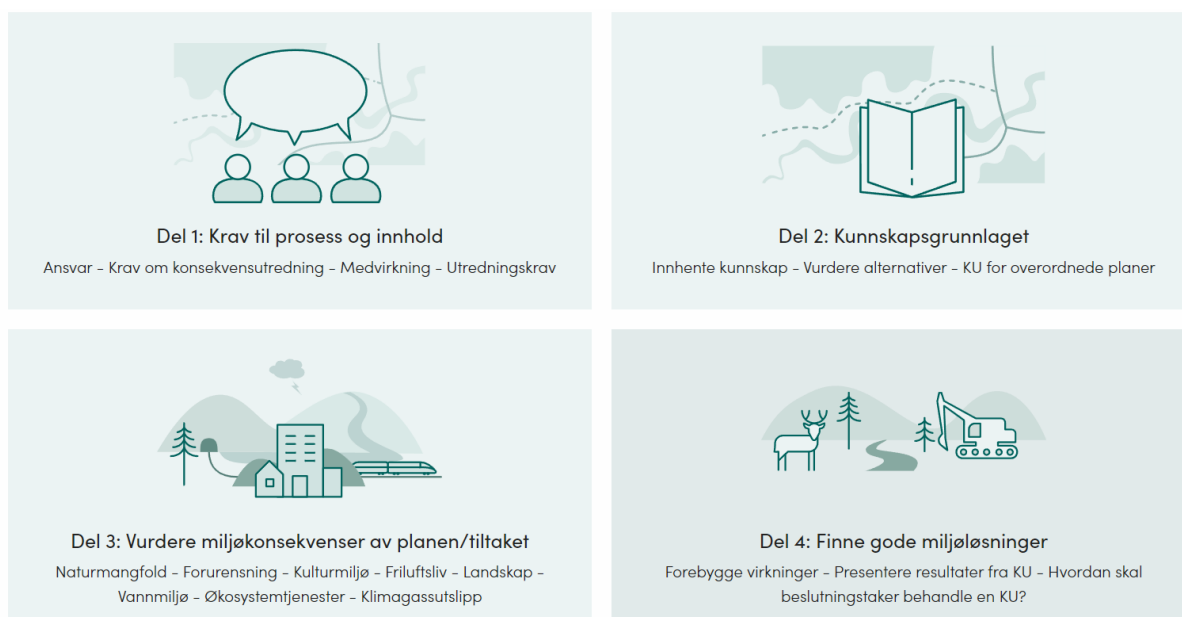 Del 1: Krav til prosess og innhold
Ansvar - Krav om konsekvensutredning - Medvirkning - Utredningskrav
Del 2: Kunnskapsgrunnlaget
Innhente kunnskap - Vurdere alternativer - KU for overordnede planer
Del 3: Vurdere miljøkonsekvenser av planen/tiltaket
Naturmangfold - Forurensning - Kulturmiljø - Friluftsliv - Landskap -
Vannmiljø - Økosystemtjenester - Klimagassutslipp
Del 4: Finne gode miljøløsninger
Forebygge virkninger - Presentere resultater fra KU - Hvordan skal
beslutningstaker behandle en KU?